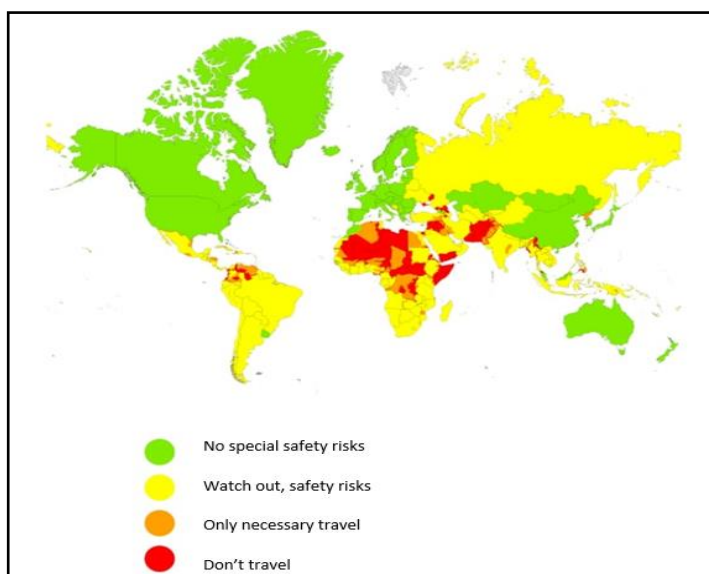 No special safety risks
Watch out, safety risks
Only necessary travel
Don't travel